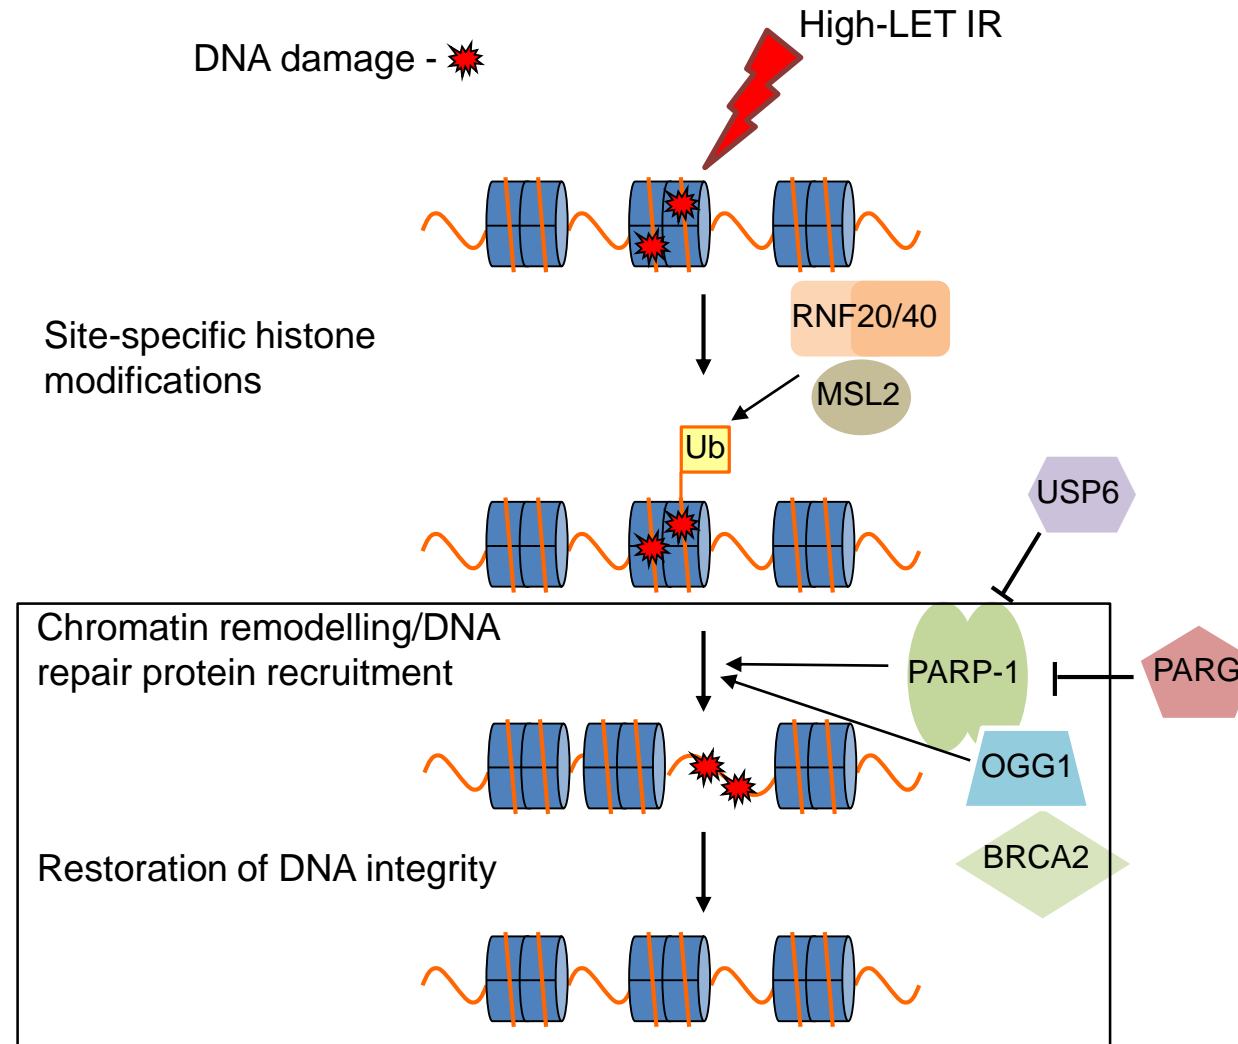 High-LET IR
DNA damage -
RNF20/40
Site-specific histone
modifications
MSL2
Ub
USP6
Chromatin remodelling/DNA
repair protein recruitment
PARP-1
PARG
OGG1
BRCA2
Restoration of DNA integrity